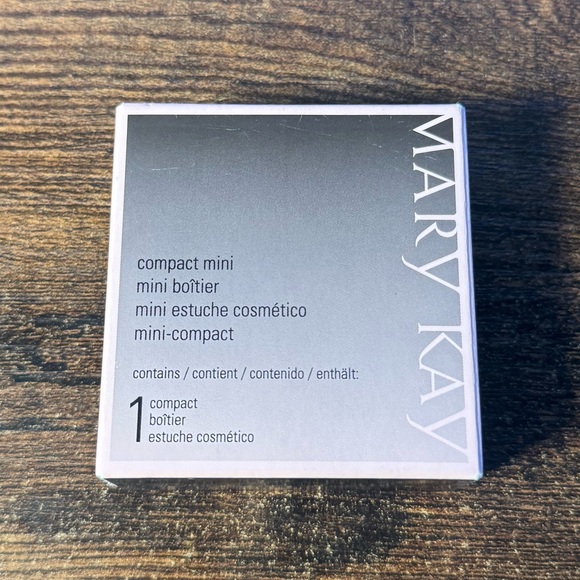 MARY KAY
compact mini
mini boîtier
mini estuche cosmético
mini-compact
contains / contient / contenido / enthält:
1 compact
boîtier
estuche cosmético